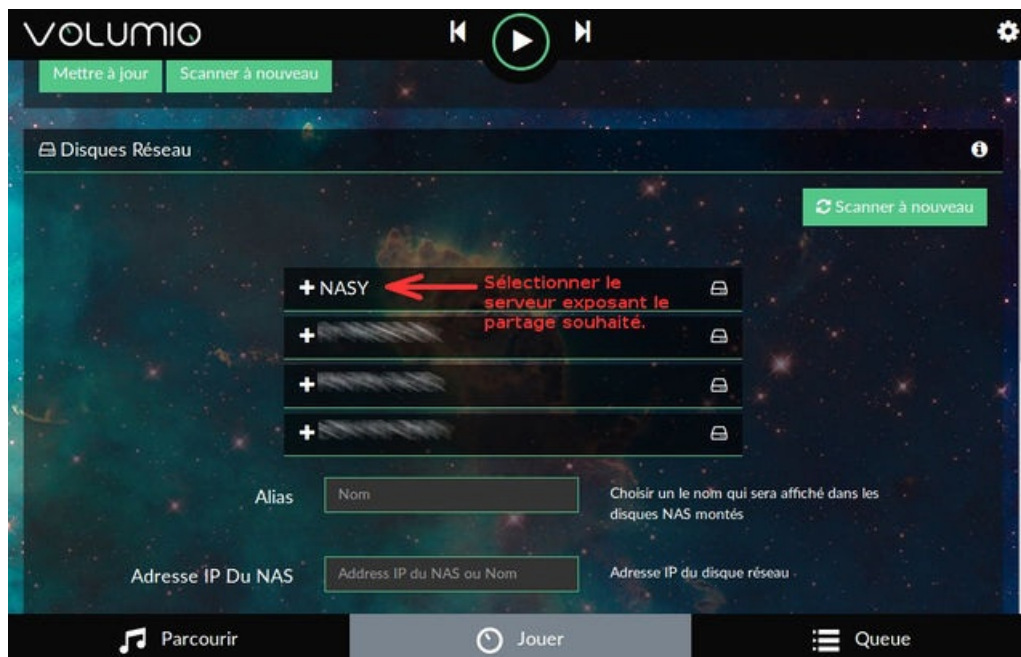 VOLUMIO
Mettre à jour
Scanner à nouveau
Disques Réseau
Scanner à nouveau
NASY
Sélectionner le
serveur exposant le
partage souhaité.
Alias
Nom
Choisir un le nom qui sera affiché dans les
disques NAS montés
Adresse IP Du NAS
Address IP du NAS ou Nom
Adresse IP du disque réseau
Parcourir
Jouer
Queue